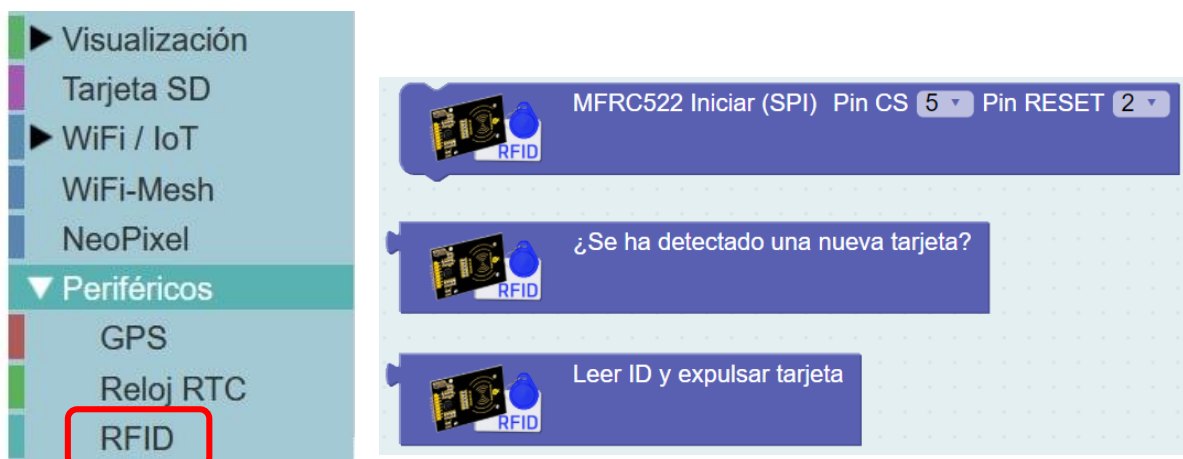 Visualización
Tarjeta SD
WiFi / IoT
WiFi-Mesh
NeoPixel
Periféricos
GPS
Reloj RTC
RFID
MFRC522 Iniciar (SPI) Pin CS 5 Pin RESET 2
RFID
¿Se ha detectado una nueva tarjeta?
RFID
Leer ID y expulsar tarjeta
RFID